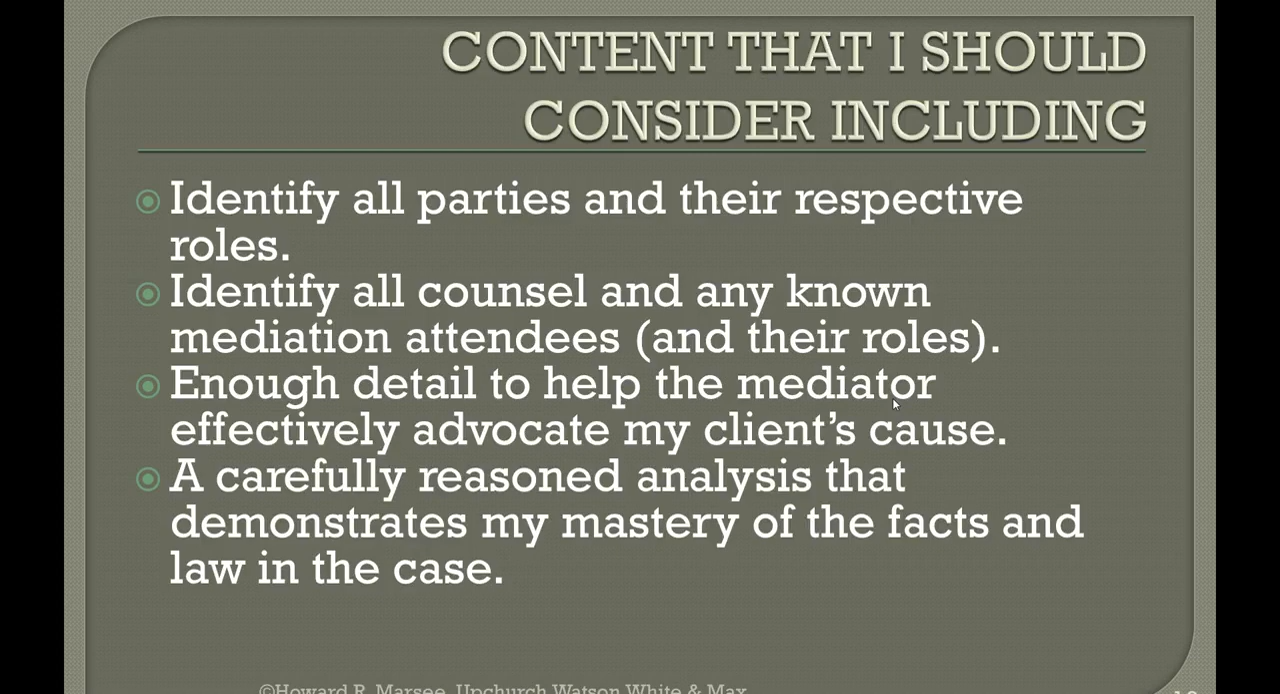 CONTENT THAT I SHOULD
CONSIDER INCLUDING
Identify all parties and their respective
roles.
Identify all counsel and any known
mediation attendees (and their roles).
Enough detail to help the mediator
effectively advocate my client’s cause.
A carefully reasoned analysis that
demonstrates my mastery of the facts and
law in the case.
©Howard R. Marsee, Upchurch Watson White & Max